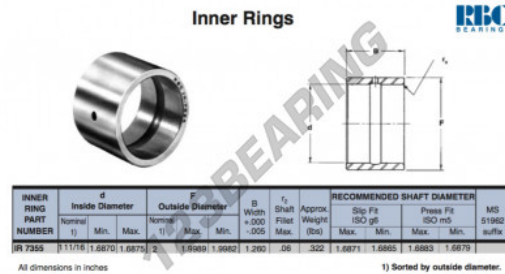 Inner Rings
RBC
BEARINGS
123BEARING
B
rs
d
F
INNER RING PART NUMBER
d
Inside Diameter
F
Outside Diameter
B
Width
+.000
-.005
r2
Shaft
Fillet
Max.
Approx.
Weight
(lbs)
RECOMMENDED SHAFT DIAMETER
Slip Fit
ISO g6
Press Fit
ISO m5
MS
51962
suffix
Nominal 1) Min. Max. Nominal 1) Max. Min. Max. Min. Max. Min.
IR 7355 1 11/16 1.6870 1.6875 2 1.9989 1.9982 1.260 .06 .322 1.6871 1.6865 1.6883 1.6879
All dimensions in inches
1) Sorted by outside diameter.